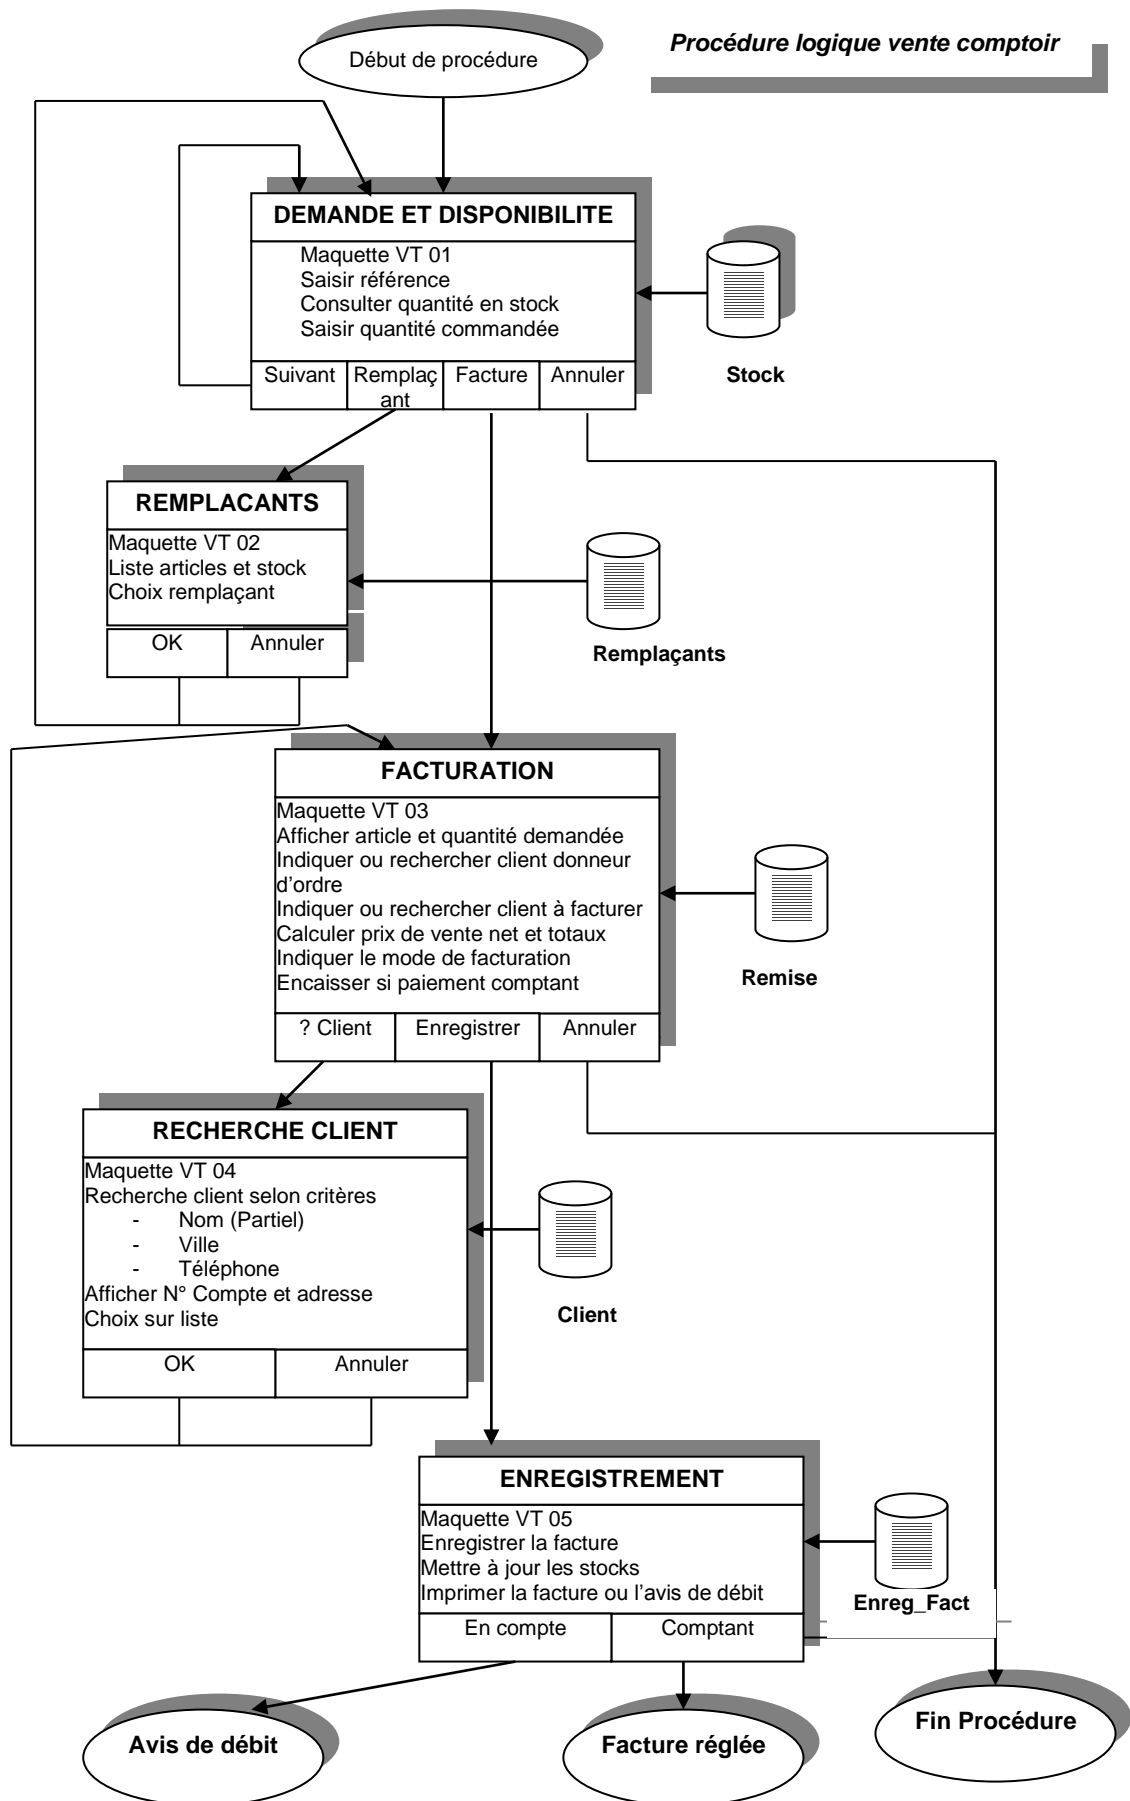 Début de procédure
Procédure logique vente comptoir
DEMANDE ET DISPONIBILITE
Maquette VT 01
Saisir référence
Consulter quantité en stock
Saisir quantité commandée
Suivant
Remplaç
ant
Facture
Annuler
Stock
REMPLACANTS
Maquette VT 02
Liste articles et stock
Choix remplaçant
OK
Annuler
Remplaçants
FACTURATION
Maquette VT 03
Afficher article et quantité demandée
Indiquer ou rechercher client donneur
d’ordre
Indiquer ou rechercher client à facturer
Calculer prix de vente net et totaux
Indiquer le mode de facturation
Encaisser si paiement comptant
? Client
Enregistrer
Annuler
Remise
RECHERCHE CLIENT
Maquette VT 04
Recherche client selon critères
- Nom (Partiel)
- Ville
- Téléphone
Afficher N° Compte et adresse
Choix sur liste
OK
Annuler
Client
ENREGISTREMENT
Maquette VT 05
Enregistrer la facture
Mettre à jour les stocks
Imprimer la facture ou l’avis de débit
En compte
Comptant
Enreg_Fact
Avis de débit
Facture réglée
Fin Procédure